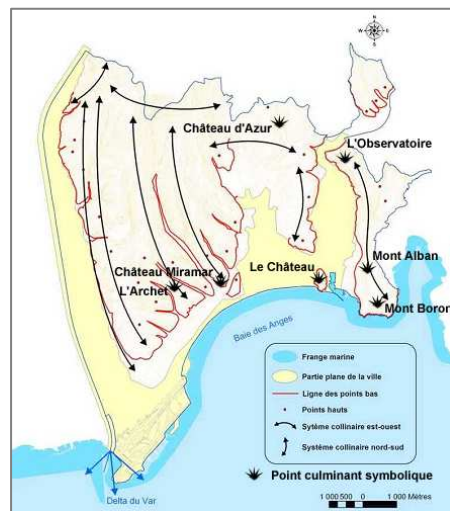 N
W
E
S
Château d'Azur
L'Observatoire
Mont Alban
Château Miramar
Le Château
L'Archet
Mont Boron
Baie des Anges
Frange marine
Partie plane de la ville
Ligne des points bas
Points hauts
Sytéme collinaire est-ouest
Systéme collinaire nord-sud
Point culminant symbolique
Delta du Var
1 000 500 0 1 000 Mètres